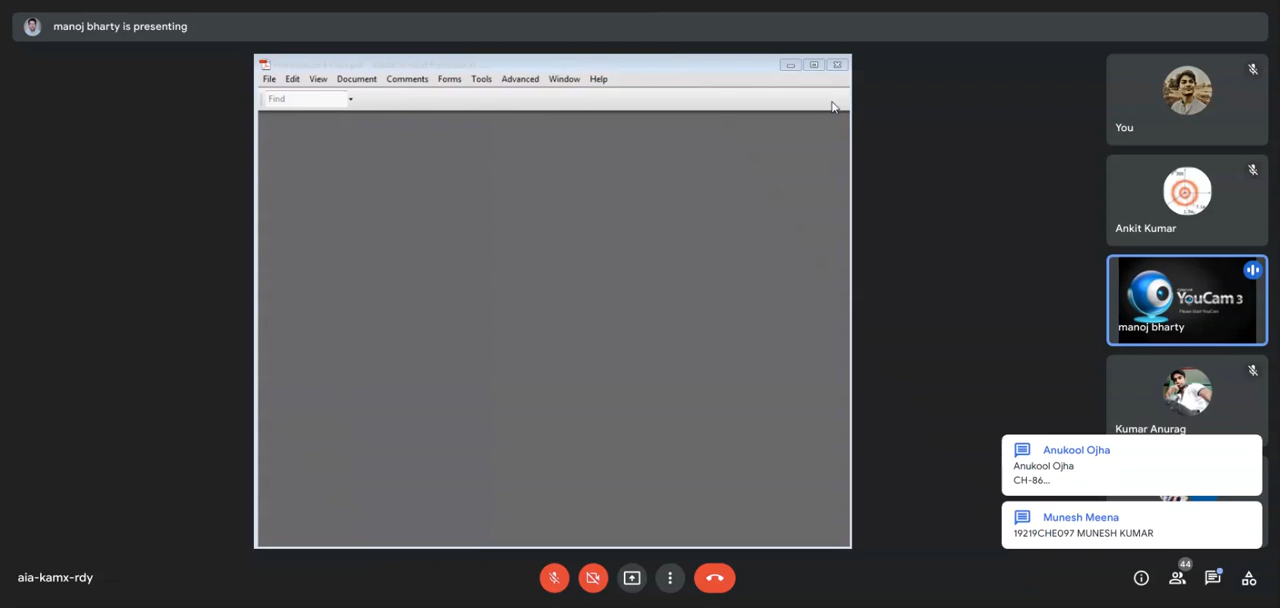 manoj bharty is presenting
File Edit View Document Comments Forms Tools Advanced Window Help
Find
You
Ankit Kumar
YouCam 3
manoj bharty
Kumar Anurag
Anukool Ojha
Anukool Ojha
CH-86...
Munesh Meena
19219CHE097 MUNESH KUMAR
aia-kamx-rdy
44